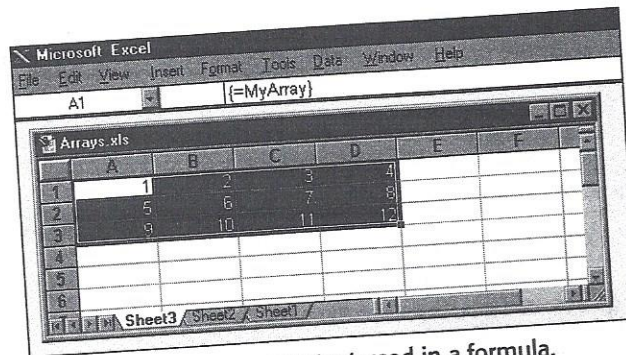 Microsoft Excel
File Edit View Insert Format Tools Data Window Help
A1 {=MyArray}
Arrays.xls
A B C D E F
1 1 2 3 4
2 5 6 7 8
3 9 10 11 12
4
5
6
Sheet3 Sheet2 Sheet1
used in a formula.